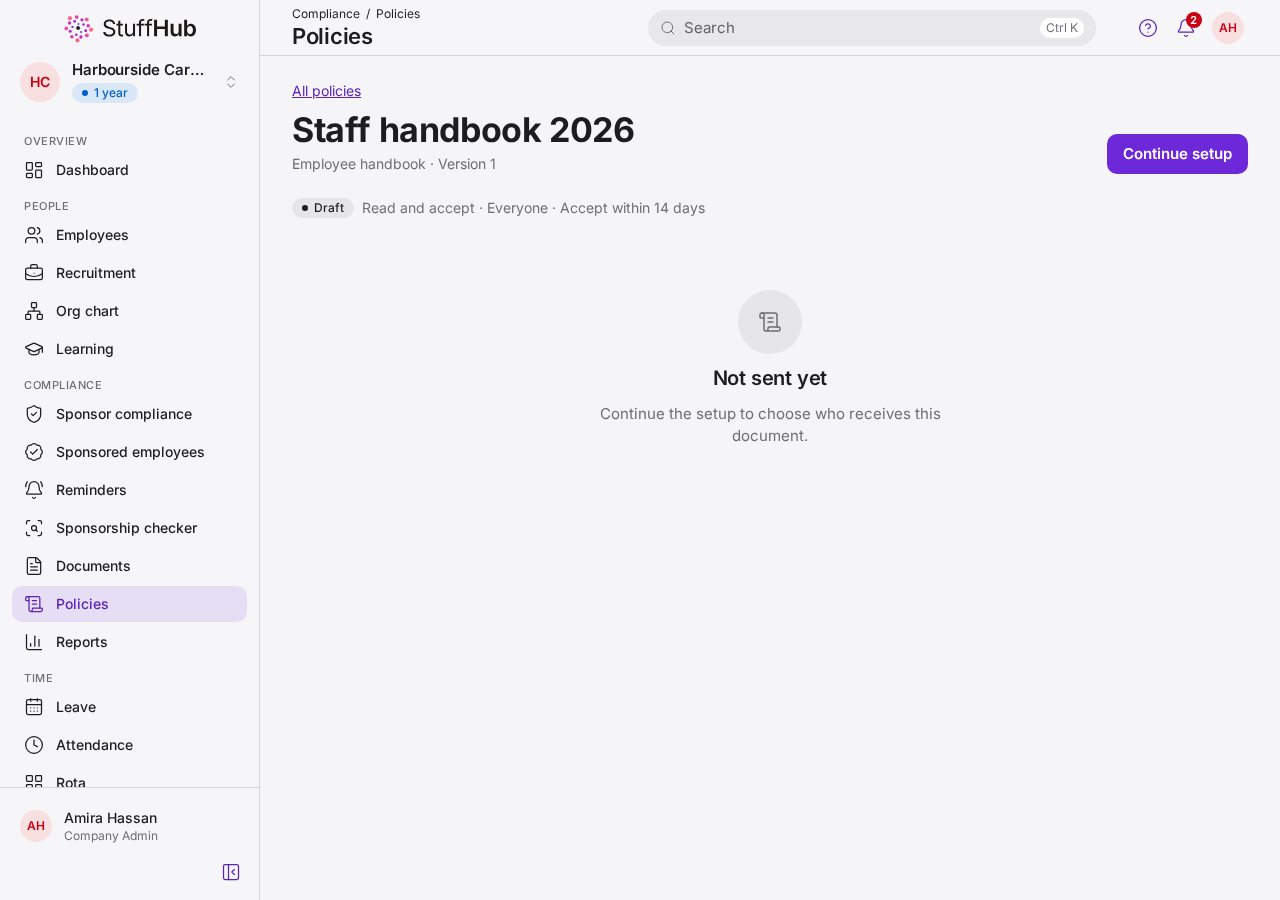 StuffHub
HC
Harbourside Car...
1 year
OVERVIEW
Dashboard
PEOPLE
Employees
Recruitment
Org chart
Learning
COMPLIANCE
Sponsor compliance
Sponsored employees
Reminders
Sponsorship checker
Documents
Policies
Reports
TIME
Leave
Attendance
Rota
AH
Amira Hassan
Company Admin
Compliance / Policies
Policies
Search
Ctrl K
2
AH
All policies
Staff handbook 2026
Employee handbook · Version 1
Continue setup
Draft
Read and accept · Everyone · Accept within 14 days
Not sent yet
Continue the setup to choose who receives this
document.